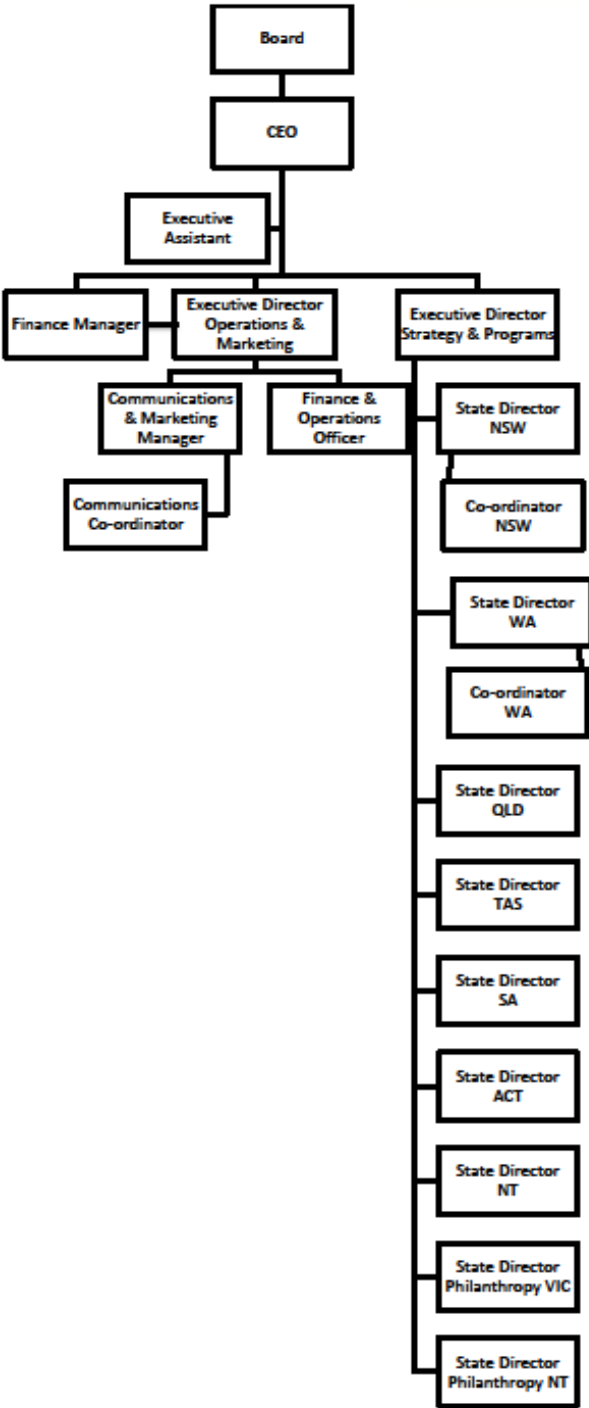 Board
CEO
Executive
Assistant
Finance Manager
Executive Director
Operations &
Marketing
Executive Director
Strategy & Programs
Communications
& Marketing
Manager
Finance &
Operations
Officer
State Director
NSW
Communications
Co-ordinator
Co-ordinator
NSW
State Director
WA
Co-ordinator
WA
State Director
QLD
State Director
TAS
State Director
SA
State Director
ACT
State Director
NT
State Director
Philanthropy VIC
State Director
Philanthropy NT